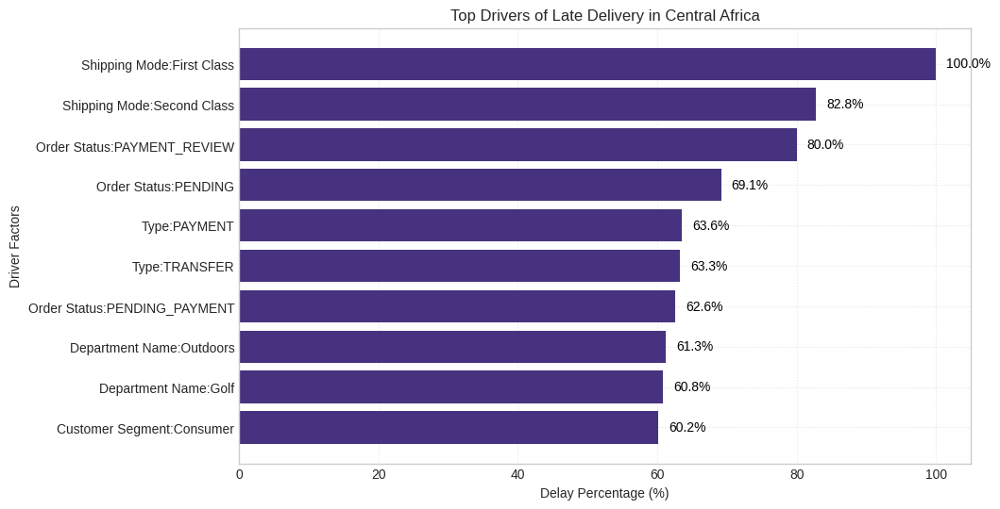 Top Drivers of Late Delivery in Central Africa
Driver Factors
Shipping Mode:First Class 100.0%
Shipping Mode:Second Class 82.8%
Order Status:PAYMENT_REVIEW 80.0%
Order Status:PENDING 69.1%
Type:PAYMENT 63.6%
Type:TRANSFER 63.3%
Order Status:PENDING_PAYMENT 62.6%
Department Name:Outdoors 61.3%
Department Name:Golf 60.8%
Customer Segment:Consumer 60.2%
0 20 40 60 80 100
Delay Percentage (%)